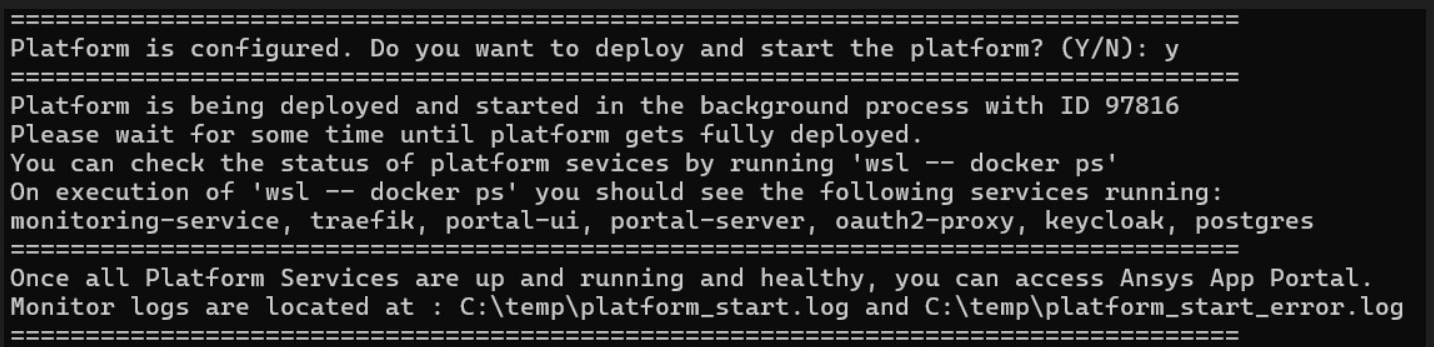 ==================================================================================
Platform is configured. Do you want to deploy and start the platform? (Y/N): y
==================================================================================
Platform is being deployed and started in the background process with ID 97816
Please wait for some time until platform gets fully deployed.
You can check the status of platform sevices by running 'wsl -- docker ps'
On execution of 'wsl -- docker ps' you should see the following services running:
monitoring-service, traefik, portal-ui, portal-server, oauth2-proxy, keycloak, postgres
==================================================================================
Once all Platform Services are up and running and healthy, you can access Ansys App Portal.
Monitor logs are located at : C:\temp\platform_start.log and C:\temp\platform_start_error.log
==================================================================================